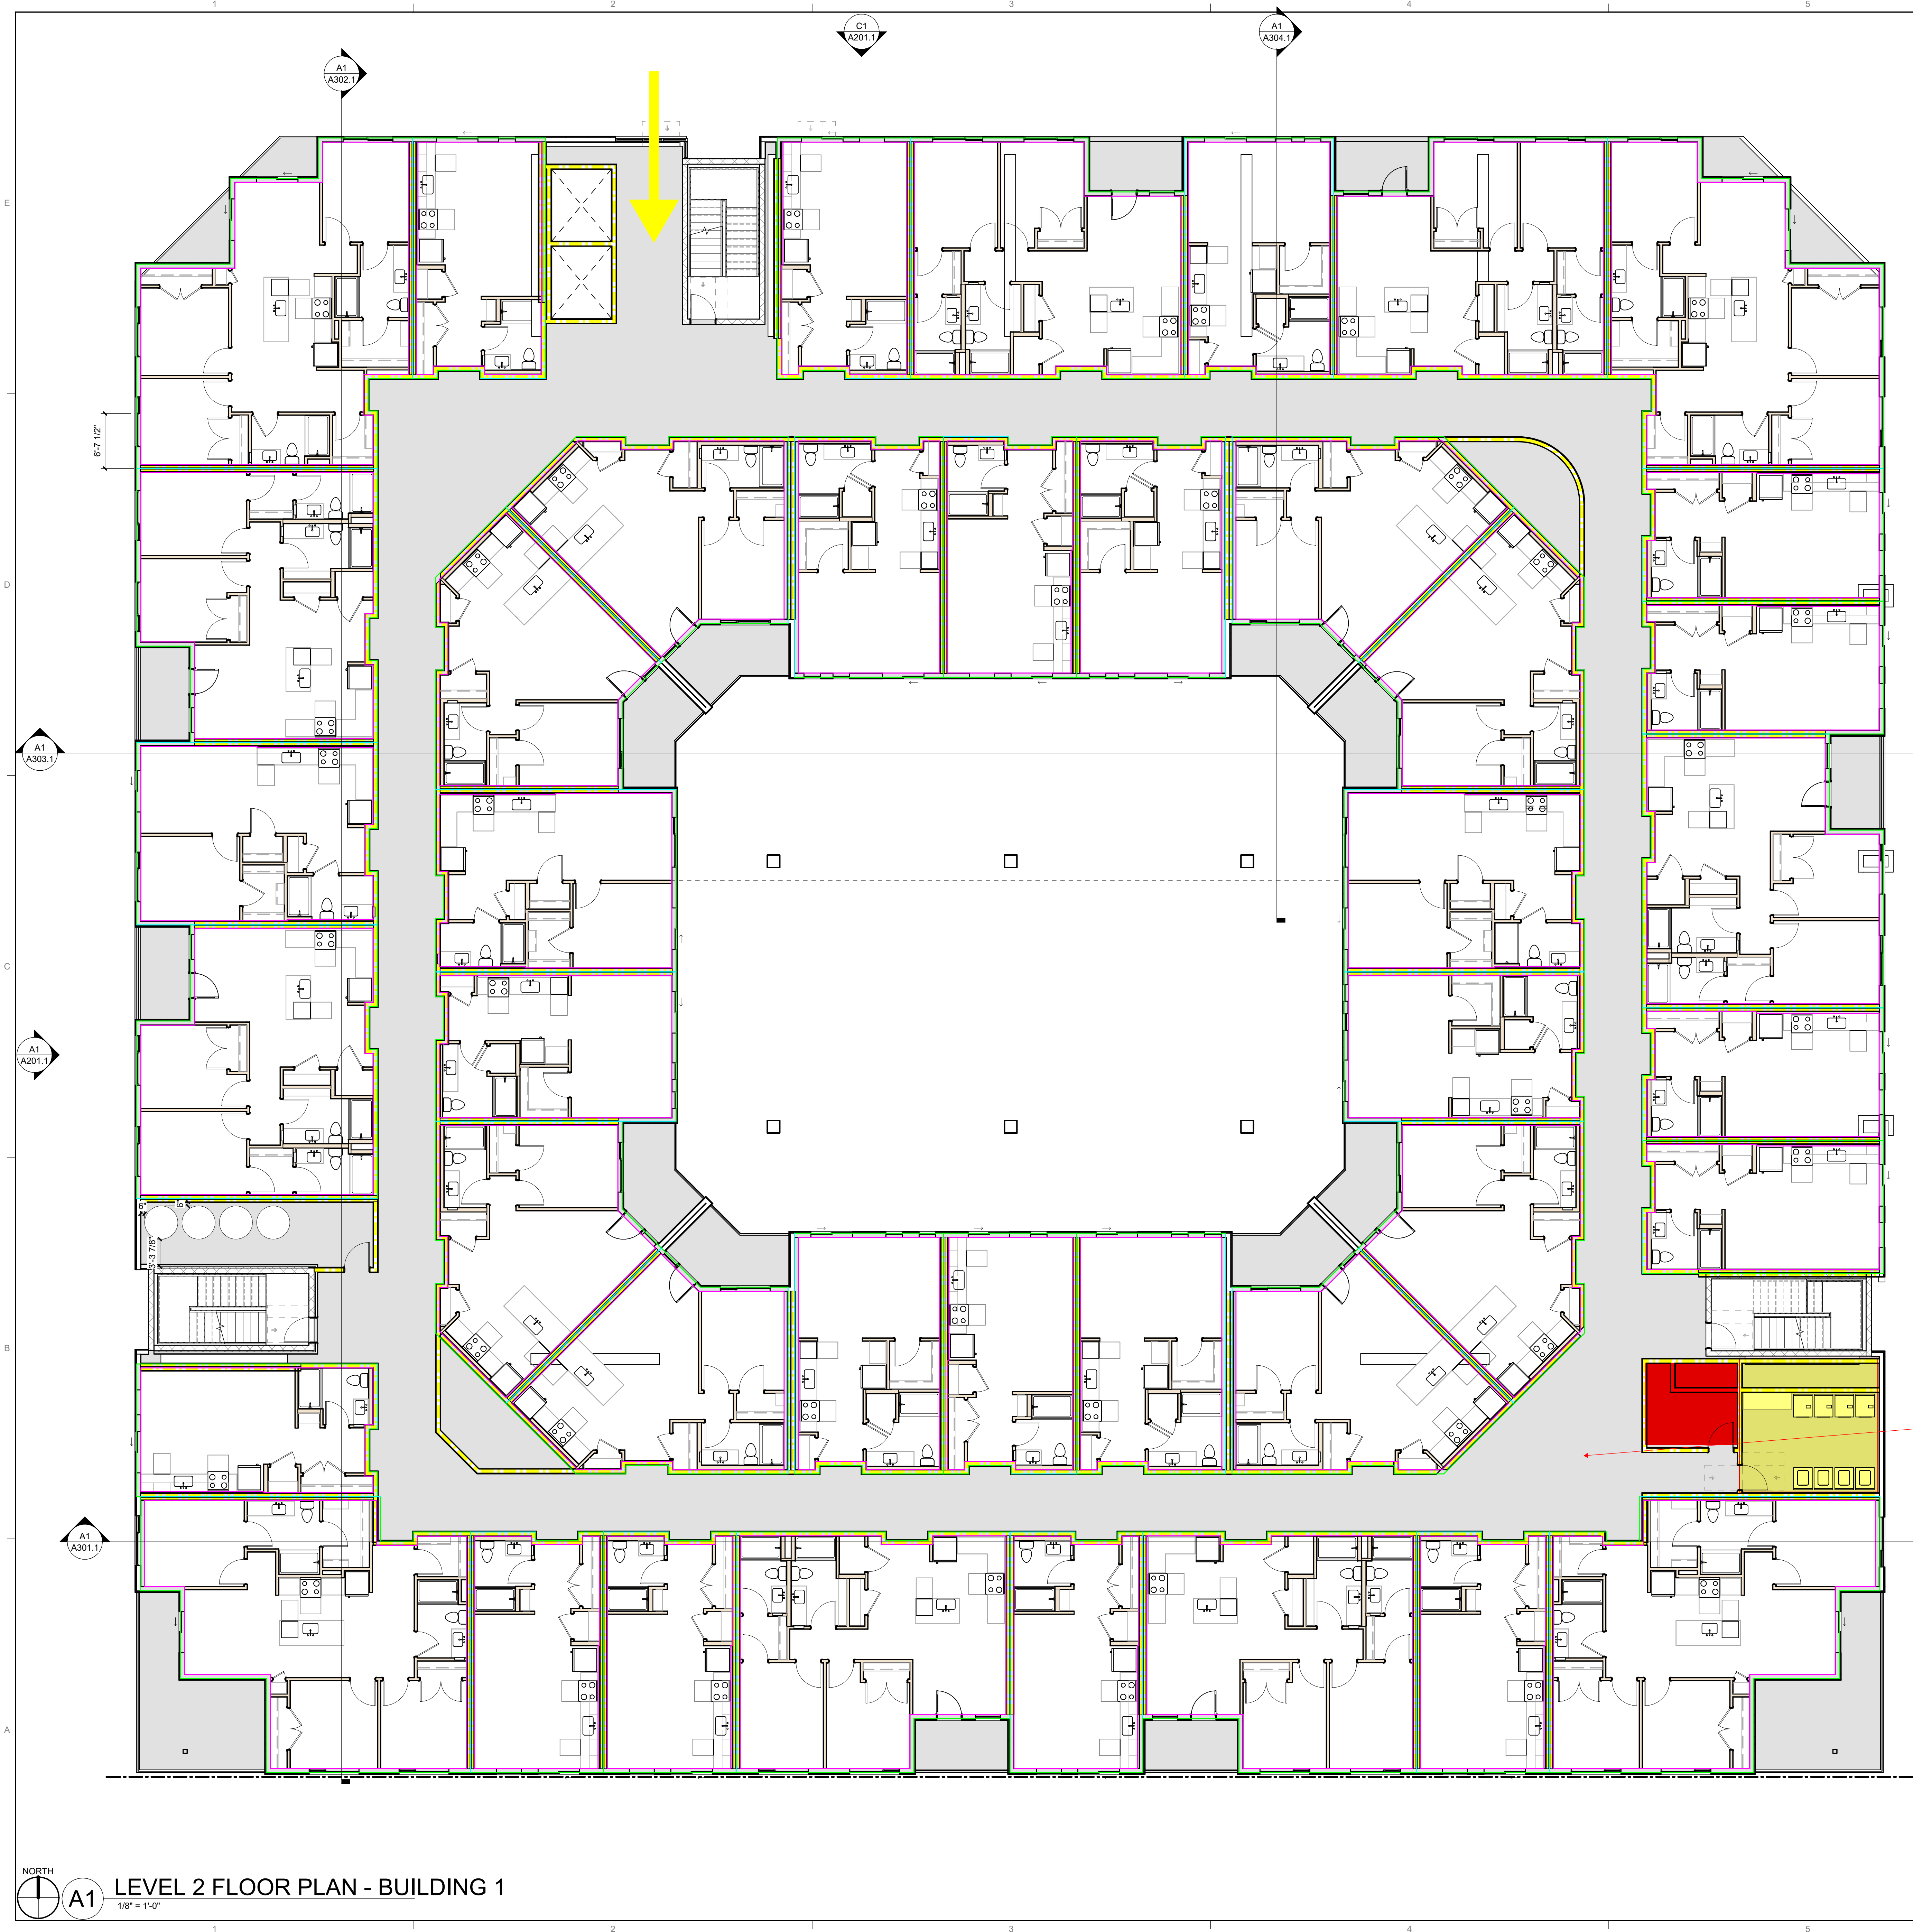 1 2 3 4 5
C1
A201.1
A1
A304.1
A1
A302.1
E
6'-7 1/2"
D
A1
A303.1
C
A1
A201.1
6"
6"
3'-3 7/8"
B
A1
A301.1
A
NORTH
A1
LEVEL 2 FLOOR PLAN - BUILDING 1
1/8" = 1'-0"
1 2 3 4 5